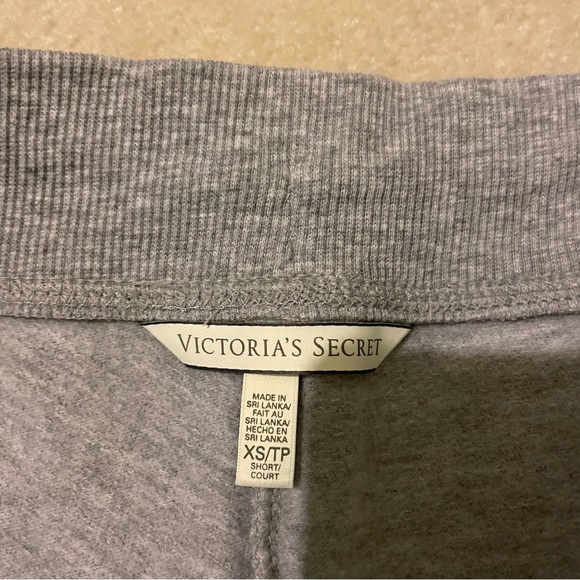 VICTORIA'S SECRET
MADE IN
SRI LANKA/
FAIT AU
SRI LANKA/
HECHO EN
SRI LANKA
XS/TP
SHORT/
COURT